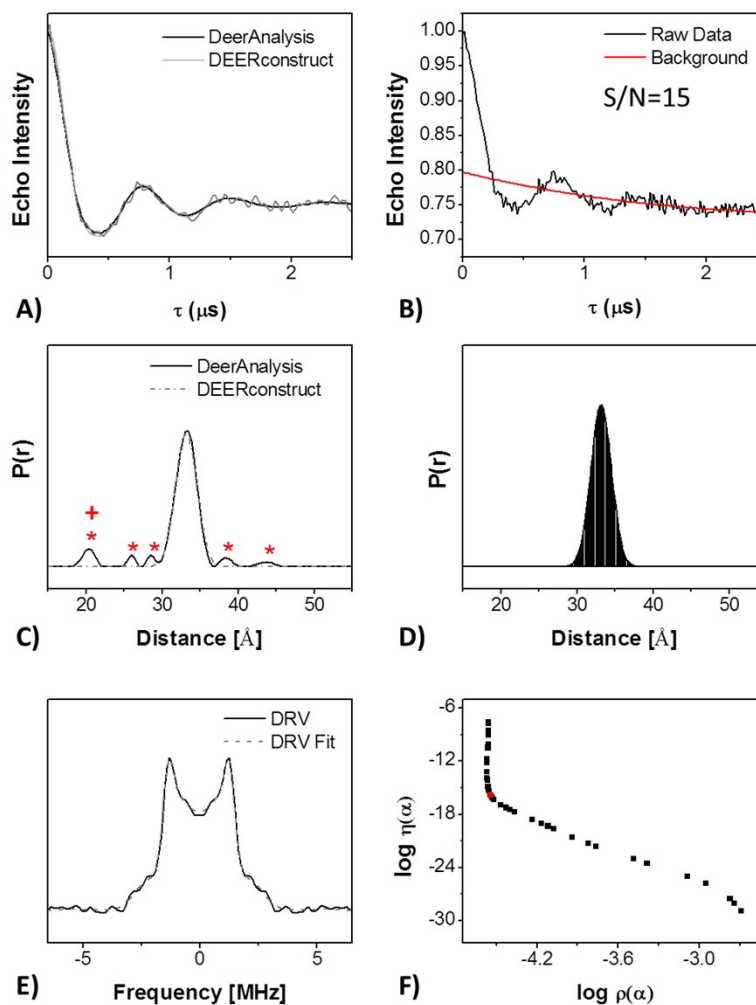 DeerAnalysis
DEERconstruct
Echo Intensity
0 1 2
τ (μs)
A)
1.00
0.95
0.90
0.85
0.80
0.75
0.70
Raw Data
Background
S/N=15
Echo Intensity
0 1 2
τ (μs)
B)
DeerAnalysis
DEERconstruct
P(r)
+
* * * * *
20 30 40 50
Distance [Å]
C)
P(r)
20 30 40 50
Distance [Å]
D)
DRV
DRV Fit
-5 0 5
Frequency [MHz]
E)
-6
-12
-18
-24
-30
log η(α)
-4.2 -3.6 -3.0
log ρ(α)
F)